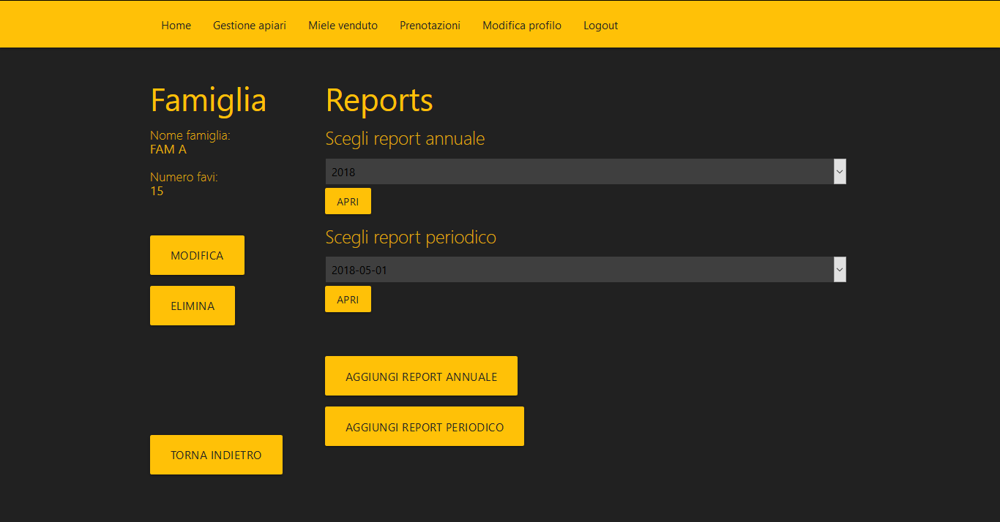 Home Gestione apiari Miele venduto Prenotazioni Modifica profilo Logout
Famiglia
Nome famiglia:
FAM A
Numero favi:
15
MODIFICA
ELIMINA
TORNA INDIETRO
Reports
Scegli report annuale
2018
APRI
Scegli report periodico
2018-05-01
APRI
AGGIUNGI REPORT ANNUALE
AGGIUNGI REPORT PERIODICO